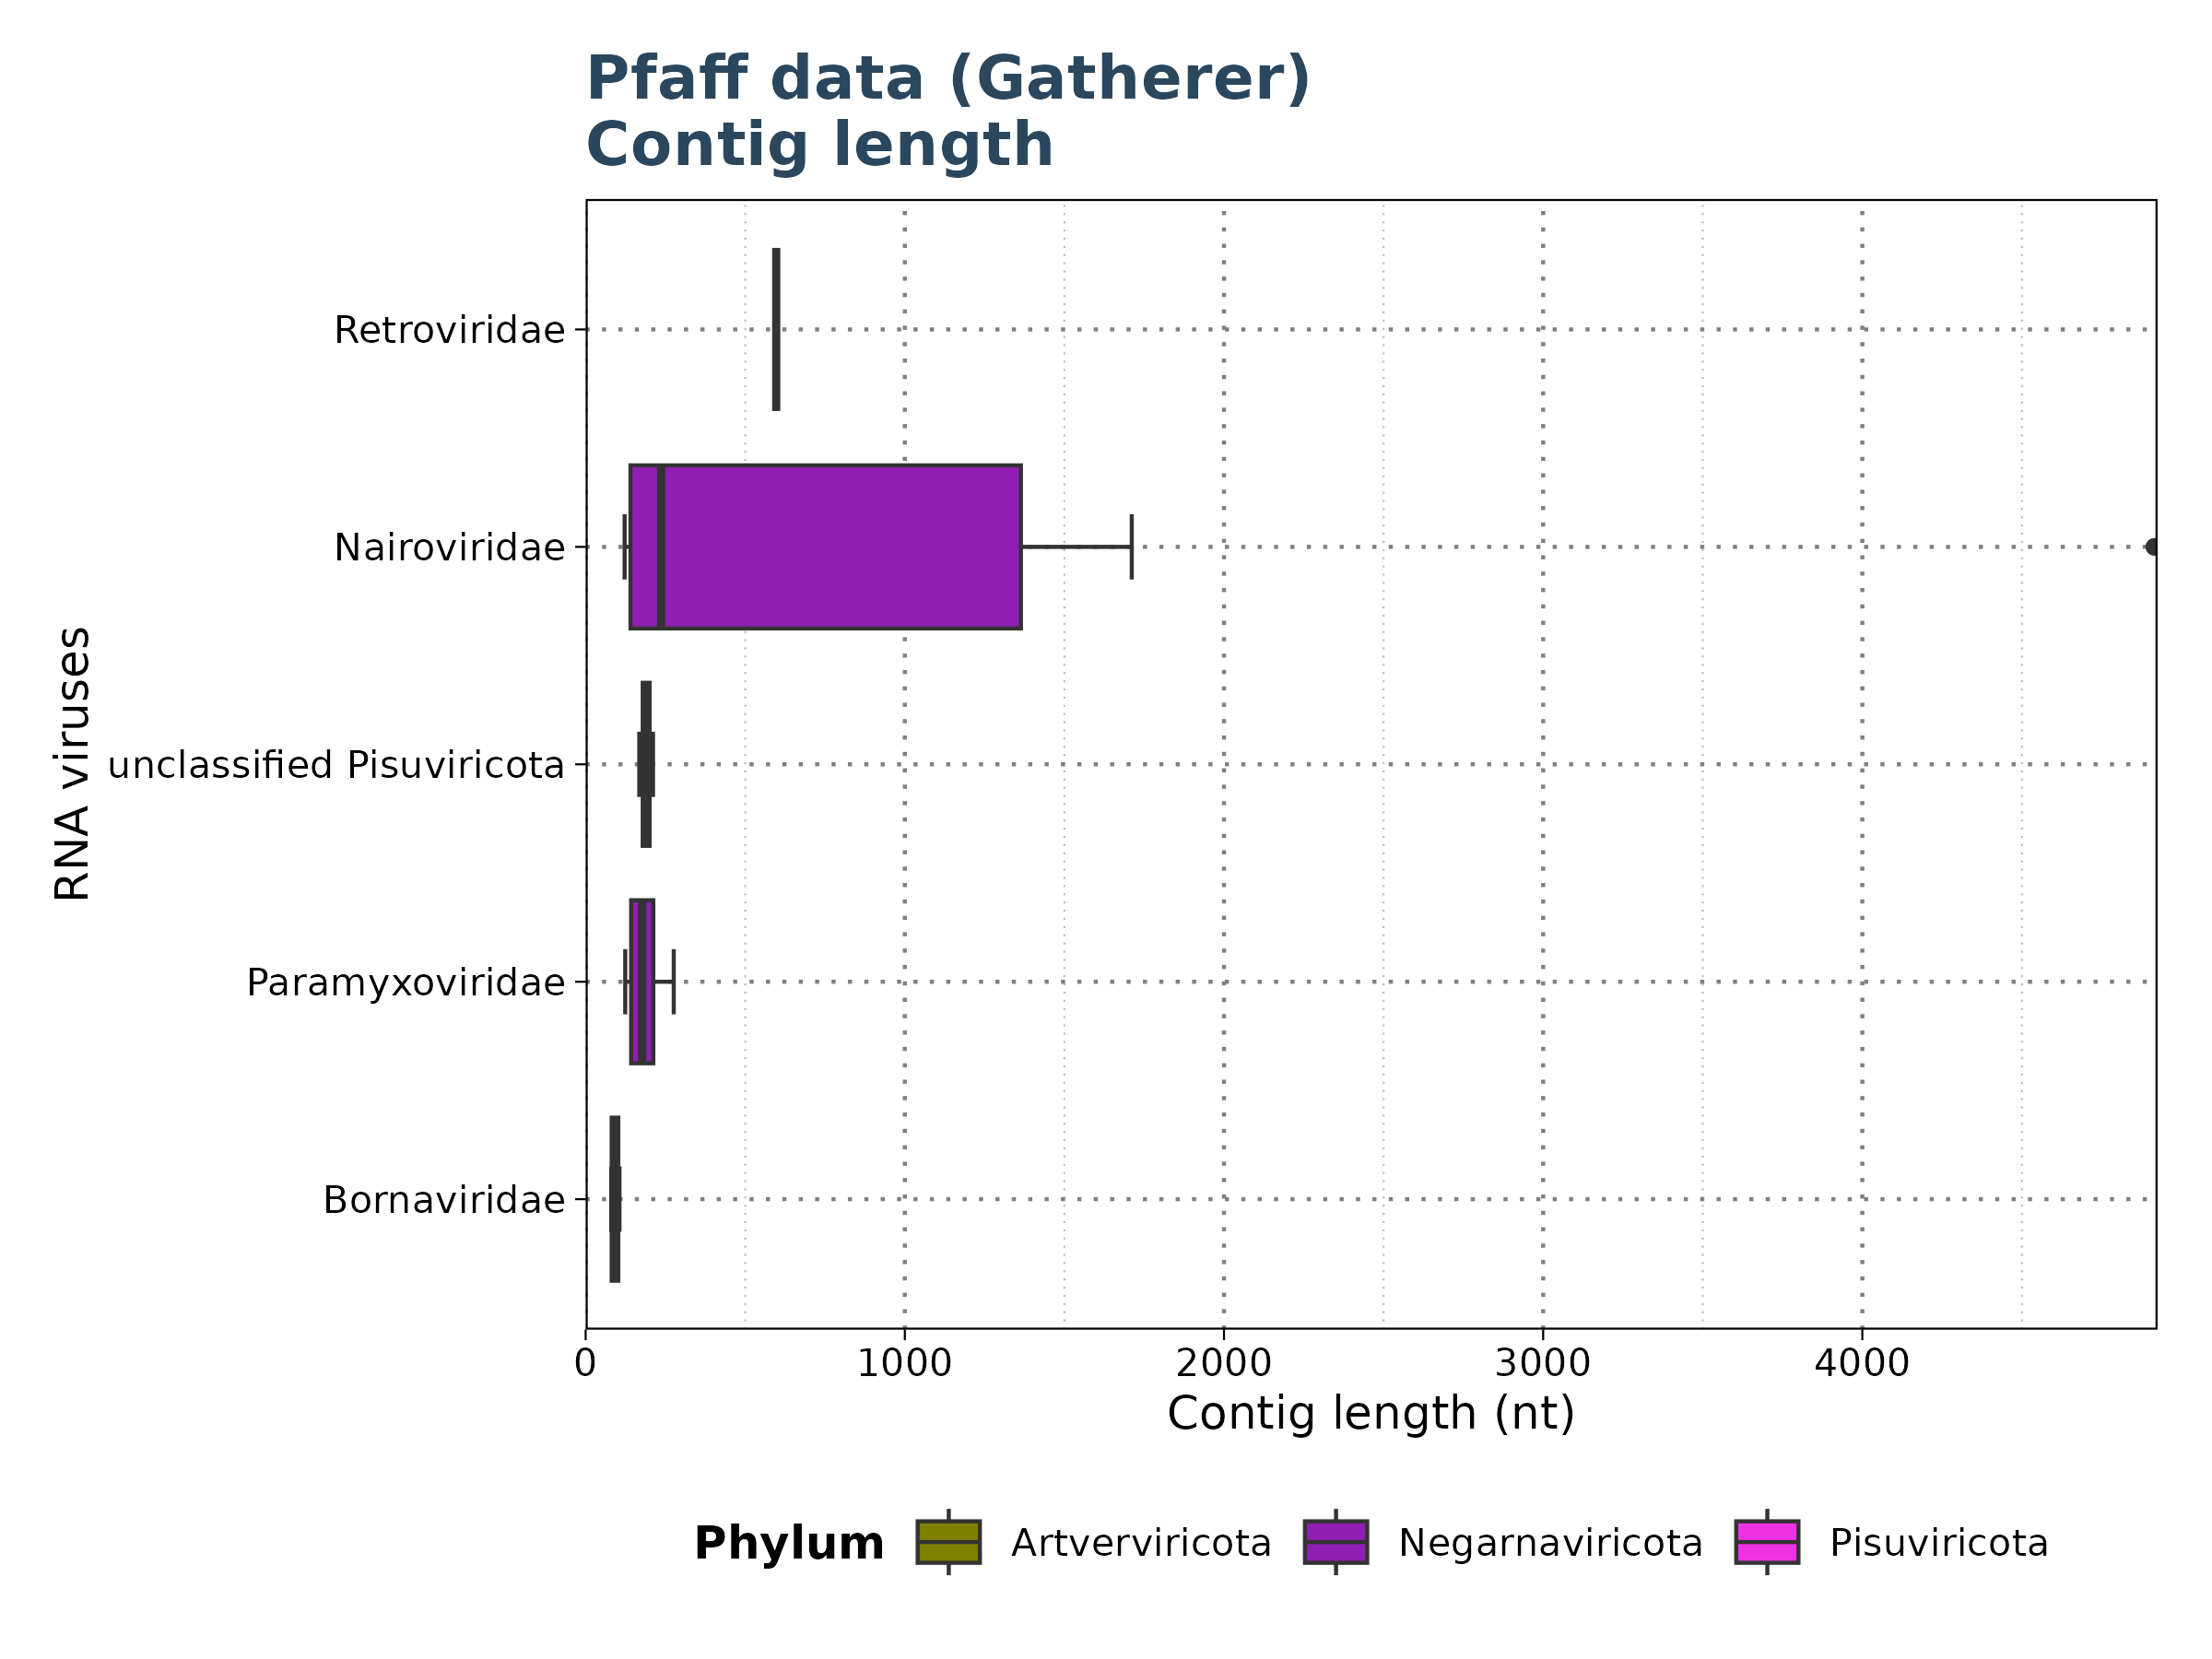 Pfaff data (Gatherer)
Contig length
RNA viruses
Retroviridae
Nairoviridae
unclassified Pisuviricota
Paramyxoviridae
Bornaviridae
0 1000 2000 3000 4000
Contig length (nt)
Phylum Artverviricota Negarnaviricota Pisuviricota